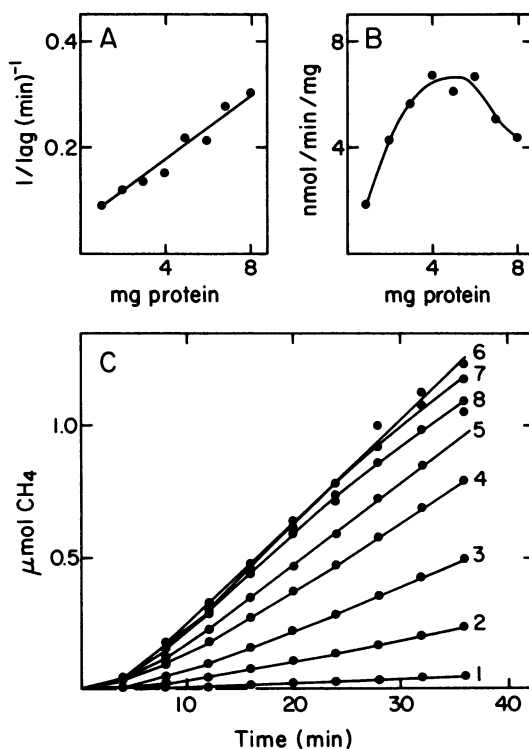 A
1/lag (min)⁻¹
0.4
0.2
4
8
mg protein
B
nmol/min/mg
8
4
4
8
mg protein
C
μmol CH₄
1.0
0.5
6
7
8
5
4
3
2
1
10
20
30
40
Time (min)